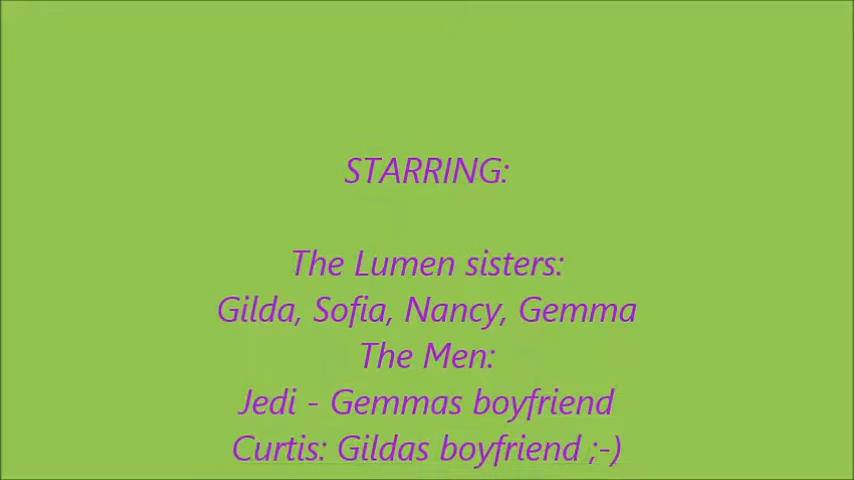 STARRING:
The Lumen sisters:
Gilda, Sofia, Nancy, Gemma
The Men:
Jedi - Gemmas boyfriend
Curtis: Gildas boyfriend ;-)